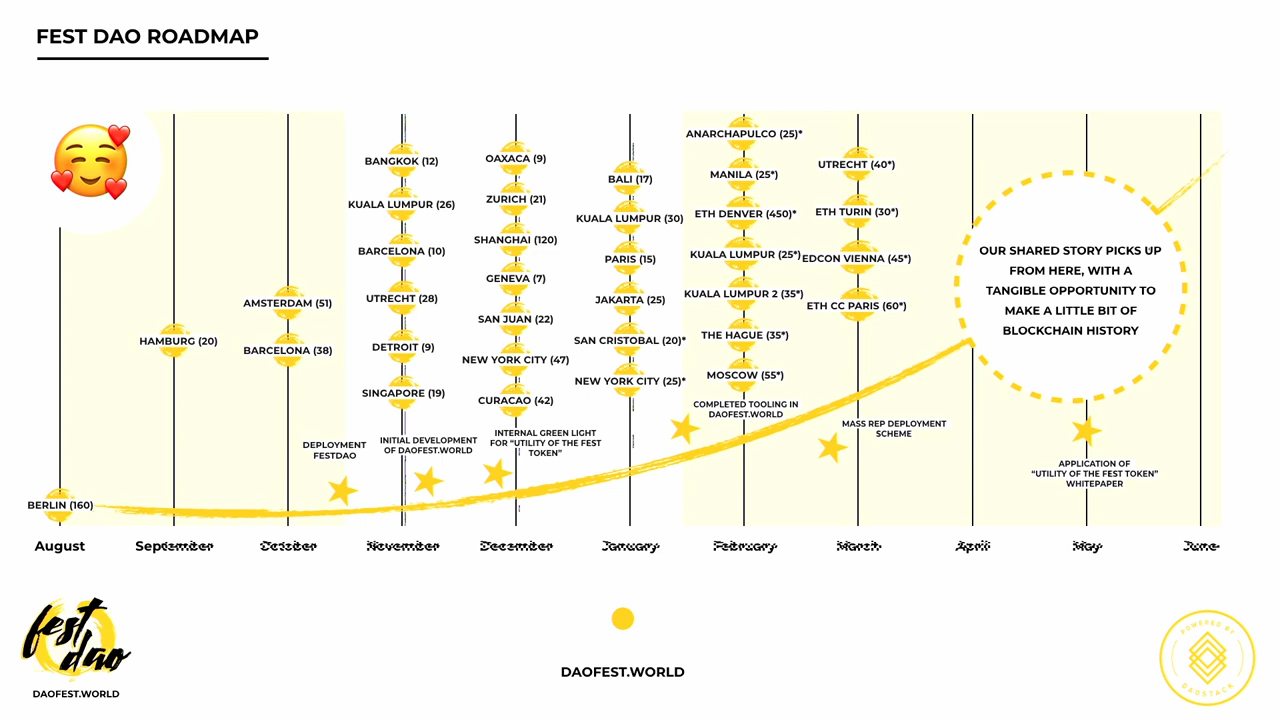 FEST DAO ROADMAP
ANARCHAPULCO (25)*
BANGKOK (12)
OAXACA (9)
BALI (17)
MANILA (25*)
UTRECHT (40*)
KUALA LUMPUR (26)
ZURICH (21)
KUALA LUMPUR (30)
ETH DENVER (450)*
ETH TURIN (30*)
BARCELONA (10)
SHANGHAI (120)
PARIS (15)
KUALA LUMPUR (25*)
EDCON VIENNA (45*)
OUR SHARED STORY PICKS UP
FROM HERE, WITH A
TANGIBLE OPPORTUNITY TO
MAKE A LITTLE BIT OF
BLOCKCHAIN HISTORY
AMSTERDAM (51)
UTRECHT (28)
GENEVA (7)
JAKARTA (25)
KUALA LUMPUR 2 (35*)
ETH CC PARIS (60*)
HAMBURG (20)
BARCELONA (38)
DETROIT (9)
SAN JUAN (22)
SAN CRISTOBAL (20)*
THE HAGUE (35*)
SINGAPORE (19)
NEW YORK CITY (47)
NEW YORK CITY (25)*
MOSCOW (55*)
CURACAO (42)
DEPLOYMENT
FESTDAO
INITIAL DEVELOPMENT
OF DAOFEST.WORLD
INTERNAL GREEN LIGHT
FOR “UTILITY OF THE FEST
TOKEN”
COMPLETED TOOLING IN
DAOFEST.WORLD
MASS REP DEPLOYMENT
SCHEME
APPLICATION OF
“UTILITY OF THE FEST TOKEN”
WHITEPAPER
BERLIN (160)
August September October November December January February March April May June
fest
dao
DAOFEST.WORLD
DAOFEST.WORLD
POWERED BY
DAOSTACK